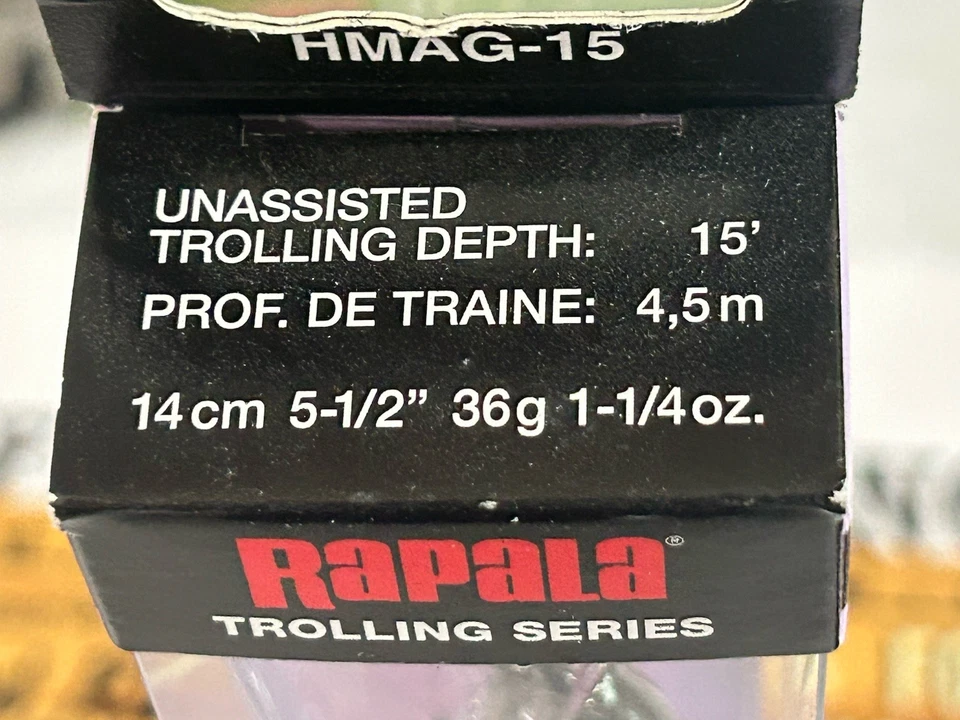 HMAG-15
UNASSISTED
TROLLING DEPTH: 15'
PROF. DE TRAINE: 4,5 m
14 cm 5-1/2” 36g 1-1/4 oz.
RAPALA®
TROLLING SERIES